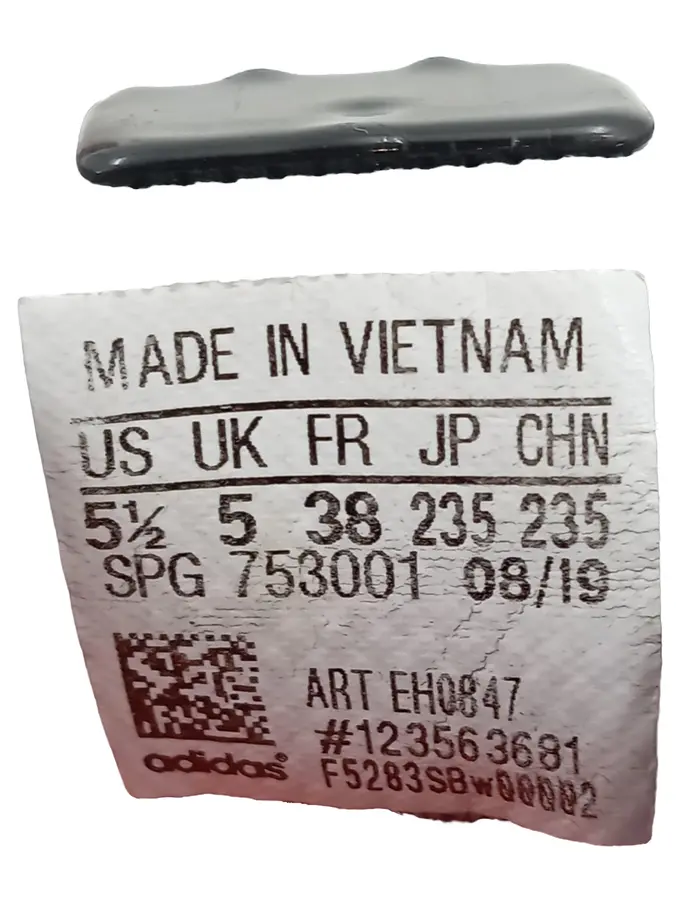 MADE IN VIETNAM
US UK FR JP CHN
5½ 5 38 235 235
SPG 753001 08/19
ART EH0847
#123563681
adidas®
F5283SBw00002